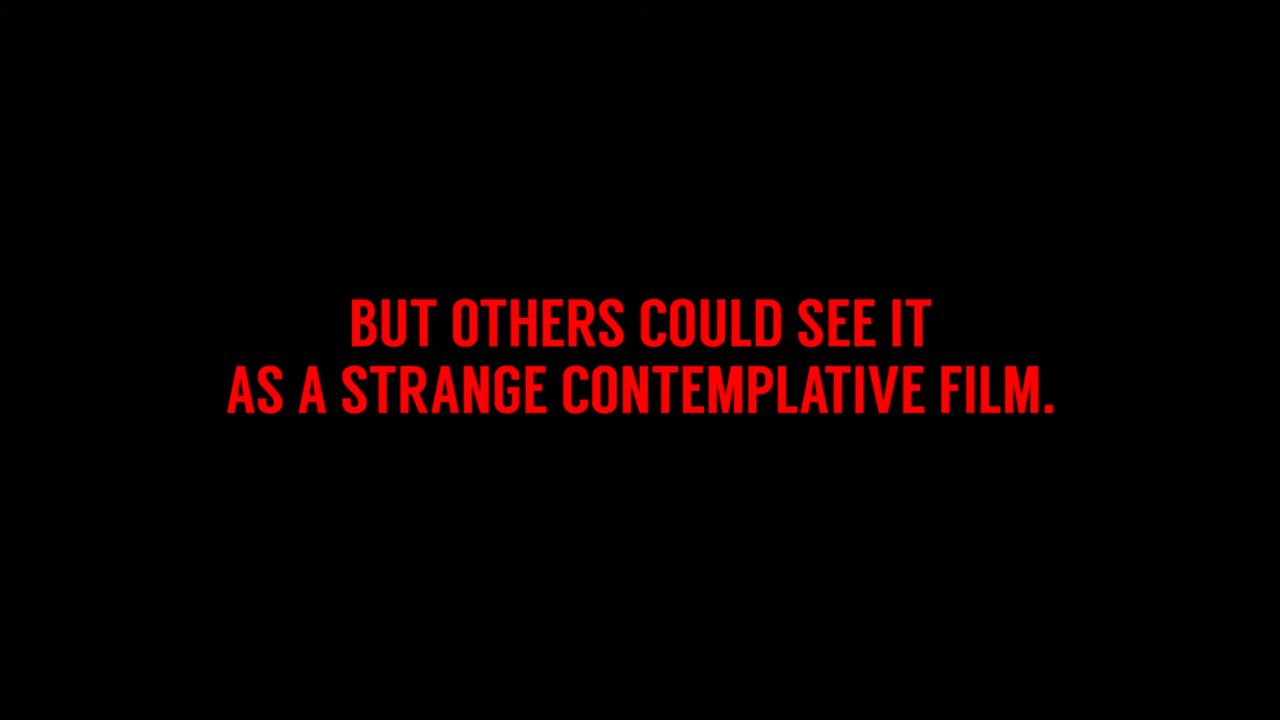 BUT OTHERS COULD SEE IT
AS A STRANGE CONTEMPLATIVE FILM.